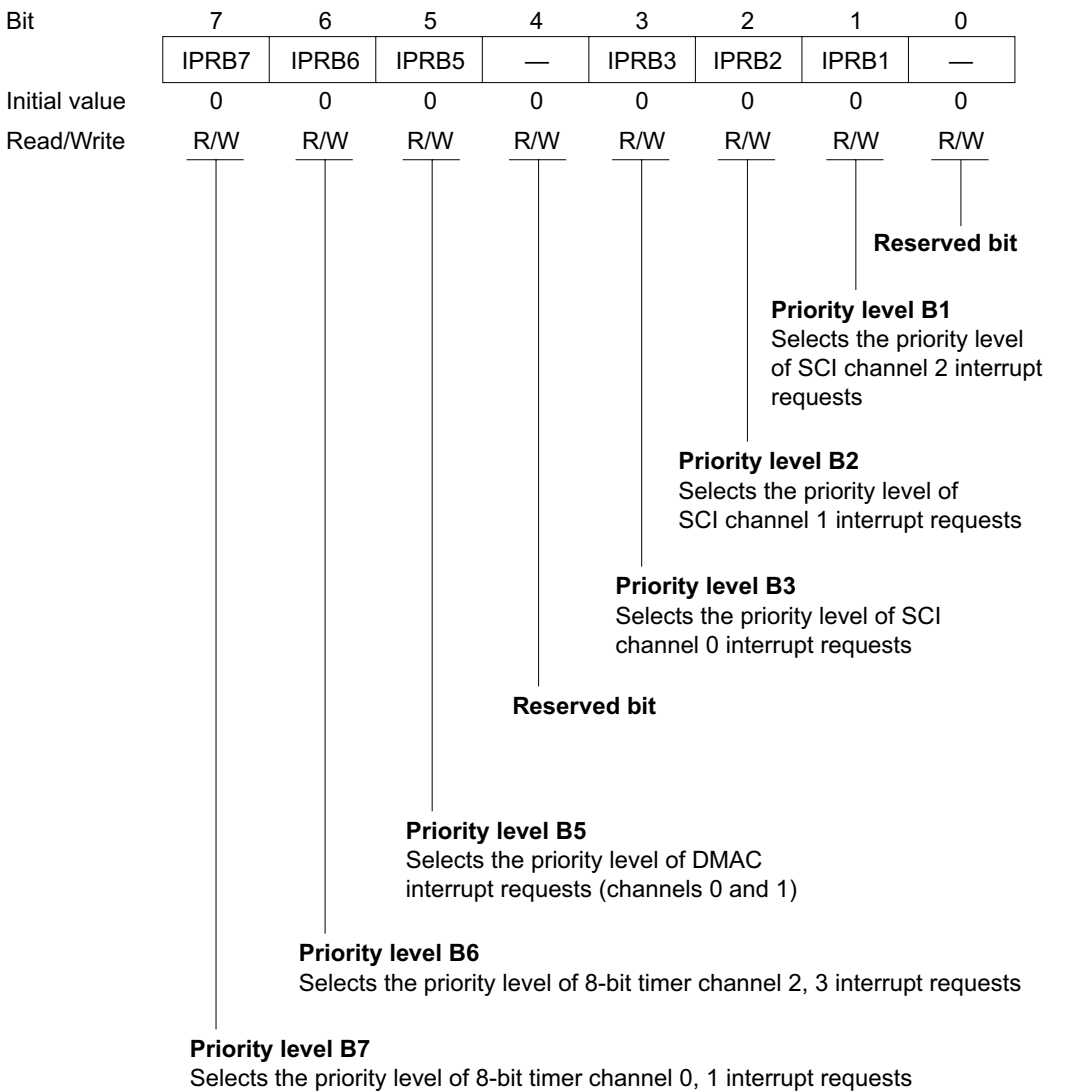 Bit 7 6 5 4 3 2 1 0
IPRB7 IPRB6 IPRB5 — IPRB3 IPRB2 IPRB1 —
Initial value 0 0 0 0 0 0 0 0
Read/Write R/W R/W R/W R/W R/W R/W R/W R/W
Reserved bit
Priority level B1
Selects the priority level
of SCI channel 2 interrupt
requests
Priority level B2
Selects the priority level of
SCI channel 1 interrupt requests
Priority level B3
Selects the priority level of SCI
channel 0 interrupt requests
Reserved bit
Priority level B5
Selects the priority level of DMAC
interrupt requests (channels 0 and 1)
Priority level B6
Selects the priority level of 8-bit timer channel 2, 3 interrupt requests
Priority level B7
Selects the priority level of 8-bit timer channel 0, 1 interrupt requests